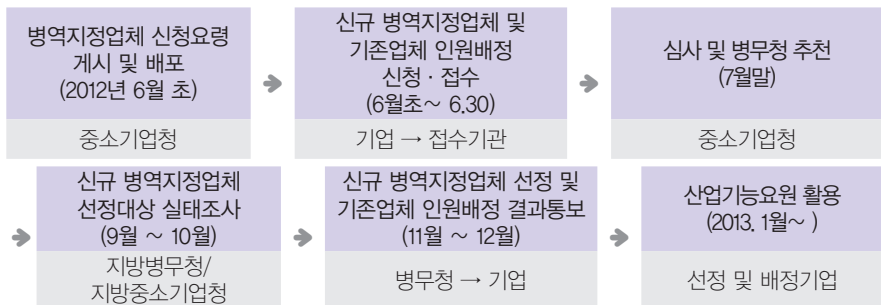 병역지정업체 신청요령
게시 및 배포
(2012년 6월 초)
중소기업청
신규 병역지정업체 및
기존업체 인원배정
신청 · 접수
(6월초~ 6.30)
기업 → 접수기관
심사 및 병무청 추천
(7월말)
중소기업청
신규 병역지정업체
선정대상 실태조사
(9월 ~ 10월)
지방병무청/
지방중소기업청
신규 병역지정업체 선정 및
기존업체 인원배정 결과통보
(11월 ~ 12월)
병무청 → 기업
산업기능요원 활용
(2013. 1월~ )
선정 및 배정기업